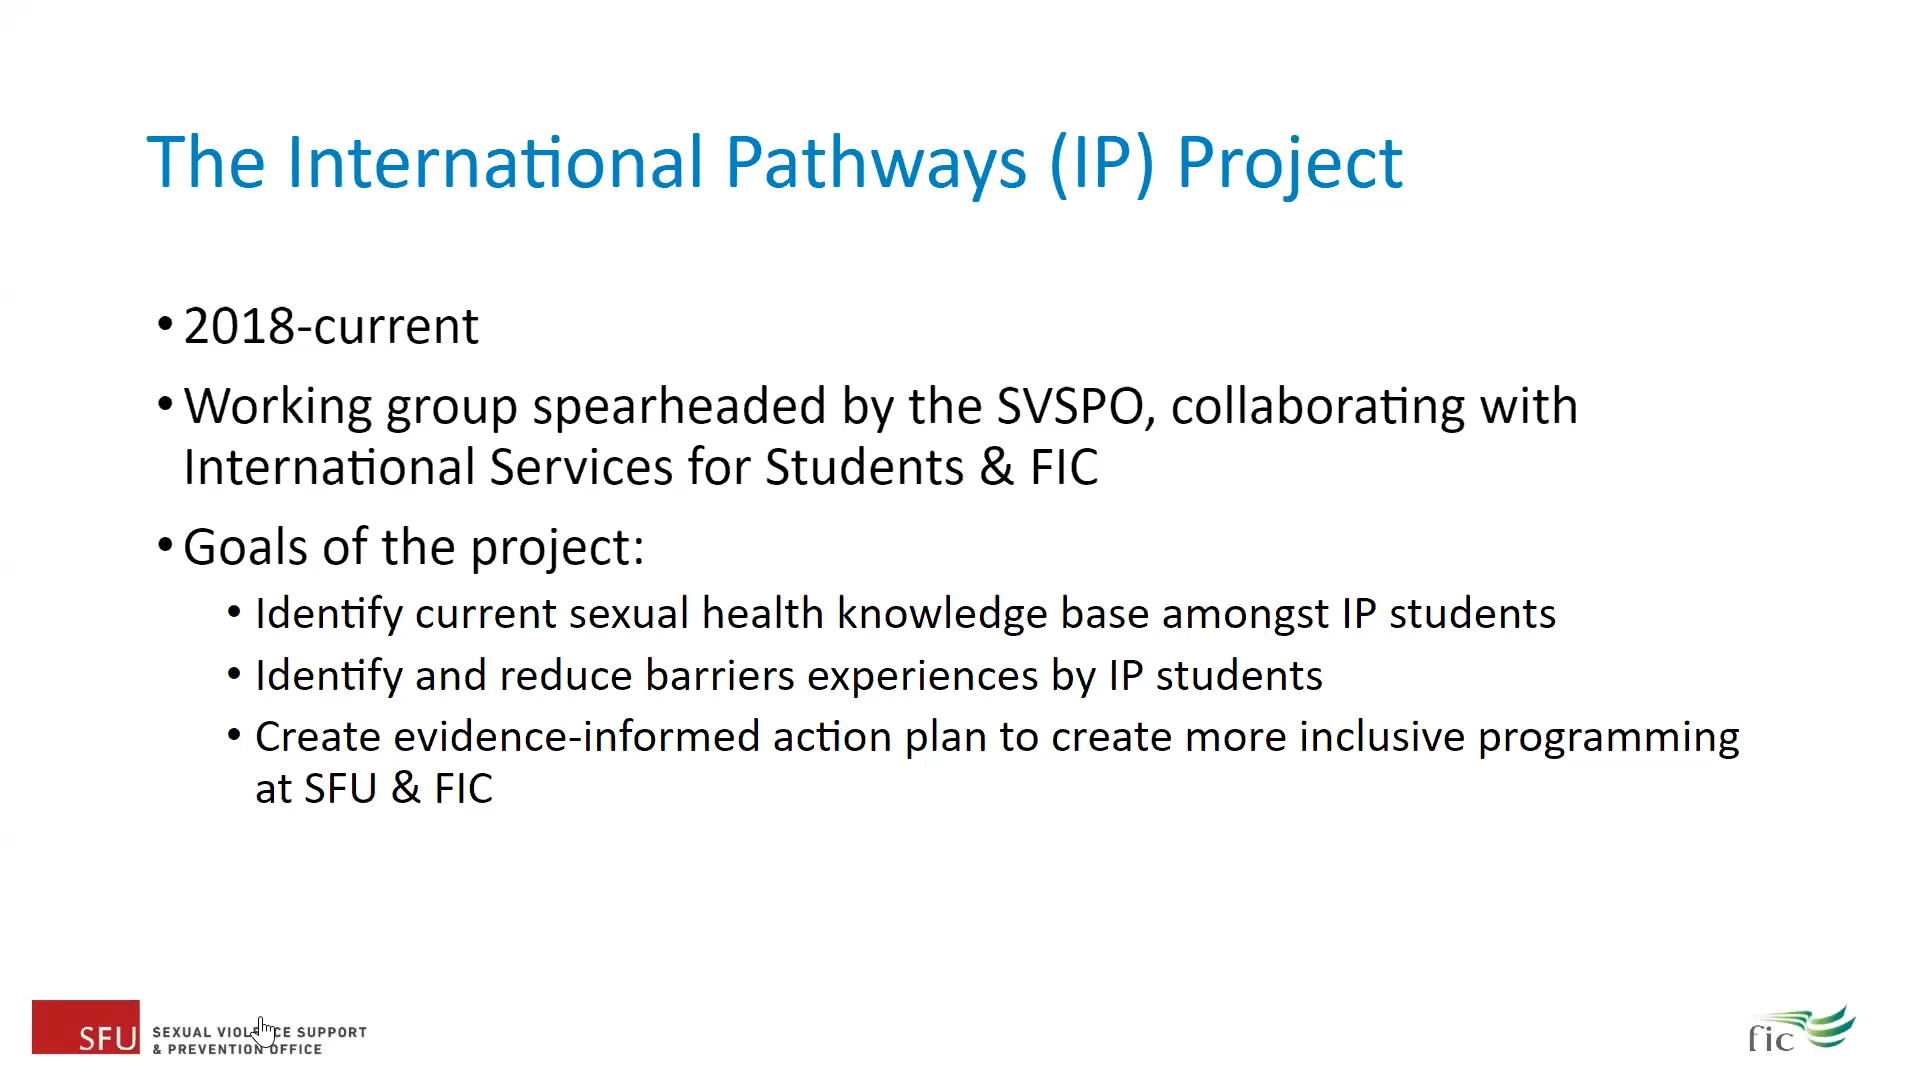 The International Pathways (IP) Project
• 2018-current
• Working group spearheaded by the SVSPO, collaborating with
International Services for Students & FIC
• Goals of the project:
• Identify current sexual health knowledge base amongst IP students
• Identify and reduce barriers experiences by IP students
• Create evidence-informed action plan to create more inclusive programming
at SFU & FIC
SFU
SEXUAL VIOLENCE SUPPORT
& PREVENTION OFFICE
fic